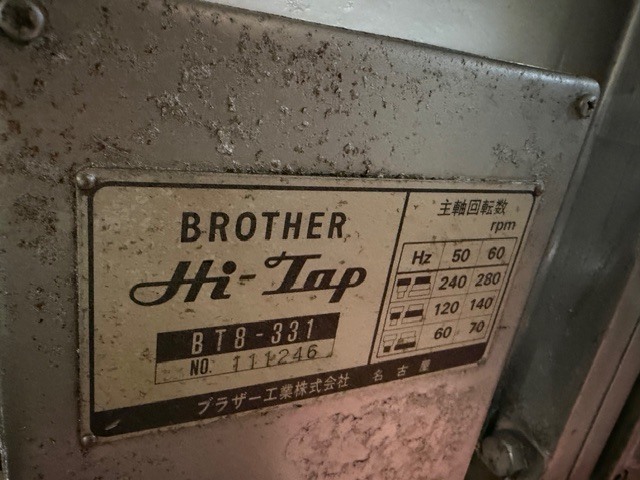 BROTHER
Hi-Tap
BT8-331
NO. 111246
ブラザー工業株式会社 名古屋
主軸回転数
rpm
Hz 50 60
240 280
120 140
60 70